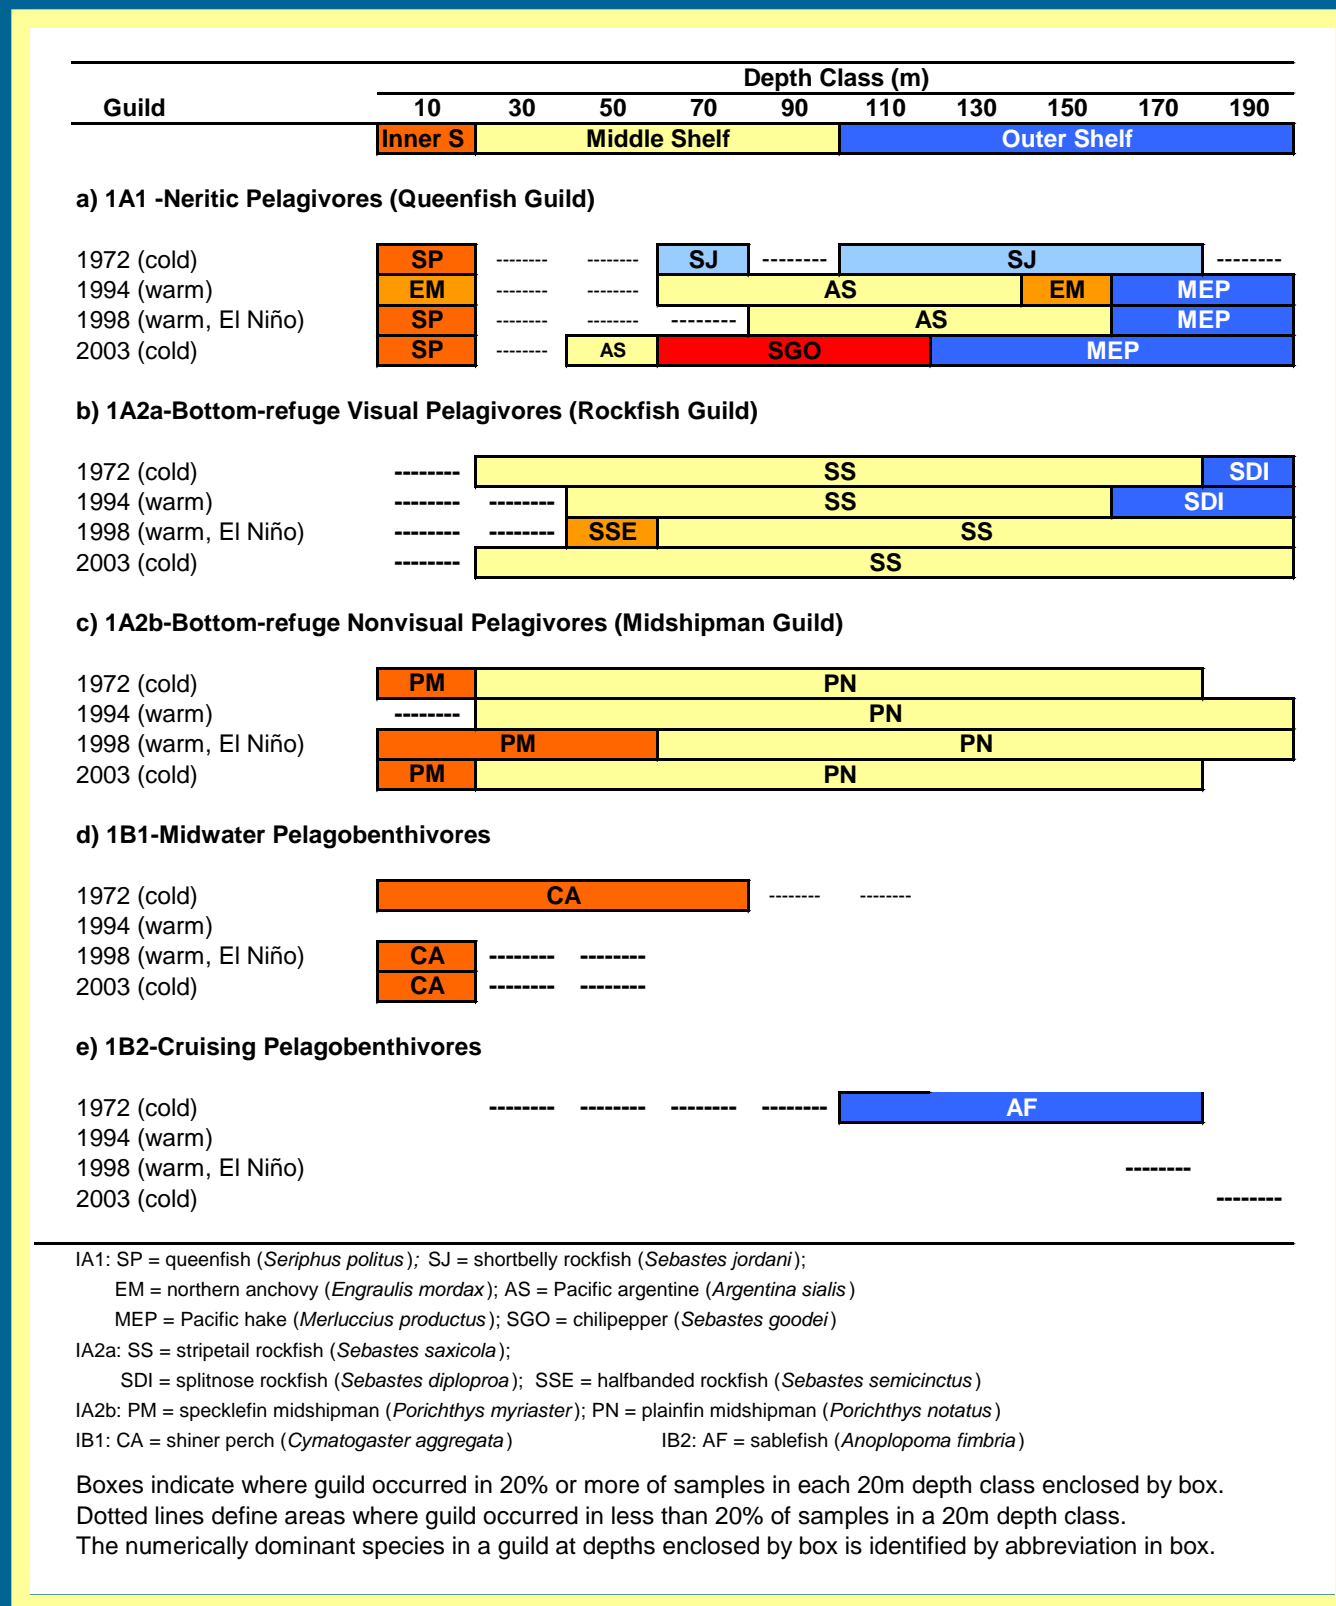 Depth Class (m)
Guild 10 30 50 70 90 110 130 150 170 190
Inner S Middle Shelf Outer Shelf
a) 1A1 -Neritic Pelagivores (Queenfish Guild)
1972 (cold) SP -------- -------- SJ -------- SJ --------
1994 (warm) EM -------- -------- AS EM MEP
1998 (warm, El Niño) SP -------- -------- -------- AS MEP
2003 (cold) SP -------- AS SGO MEP
b) 1A2a-Bottom-refuge Visual Pelagivores (Rockfish Guild)
1972 (cold) -------- SS SDI
1994 (warm) -------- -------- SS SDI
1998 (warm, El Niño) -------- -------- SSE SS
2003 (cold) -------- SS
c) 1A2b-Bottom-refuge Nonvisual Pelagivores (Midshipman Guild)
1972 (cold) PM PN
1994 (warm) -------- PN
1998 (warm, El Niño) PM PN
2003 (cold) PM PN
d) 1B1-Midwater Pelagobenthivores
1972 (cold) CA -------- --------
1994 (warm)
1998 (warm, El Niño) CA -------- --------
2003 (cold) CA -------- --------
e) 1B2-Cruising Pelagobenthivores
1972 (cold) -------- -------- -------- -------- AF
1994 (warm)
1998 (warm, El Niño) --------
2003 (cold) --------
IA1: SP = queenfish (Seriphus politus); SJ = shortbelly rockfish (Sebastes jordani);
EM = northern anchovy (Engraulis mordax); AS = Pacific argentine (Argentina sialis)
MEP = Pacific hake (Merluccius productus); SGO = chilipepper (Sebastes goodei)
IA2a: SS = stripetail rockfish (Sebastes saxicola);
SDI = splitnose rockfish (Sebastes diploproa); SSE = halfbanded rockfish (Sebastes semicinctus)
IA2b: PM = specklefin midshipman (Porichthys myriaster); PN = plainfin midshipman (Porichthys notatus)
IB1: CA = shiner perch (Cymatogaster aggregata) IB2: AF = sablefish (Anoplopoma fimbria)
Boxes indicate where guild occurred in 20% or more of samples in each 20m depth class enclosed by box.
Dotted lines define areas where guild occurred in less than 20% of samples in a 20m depth class.
The numerically dominant species in a guild at depths enclosed by box is identified by abbreviation in box.